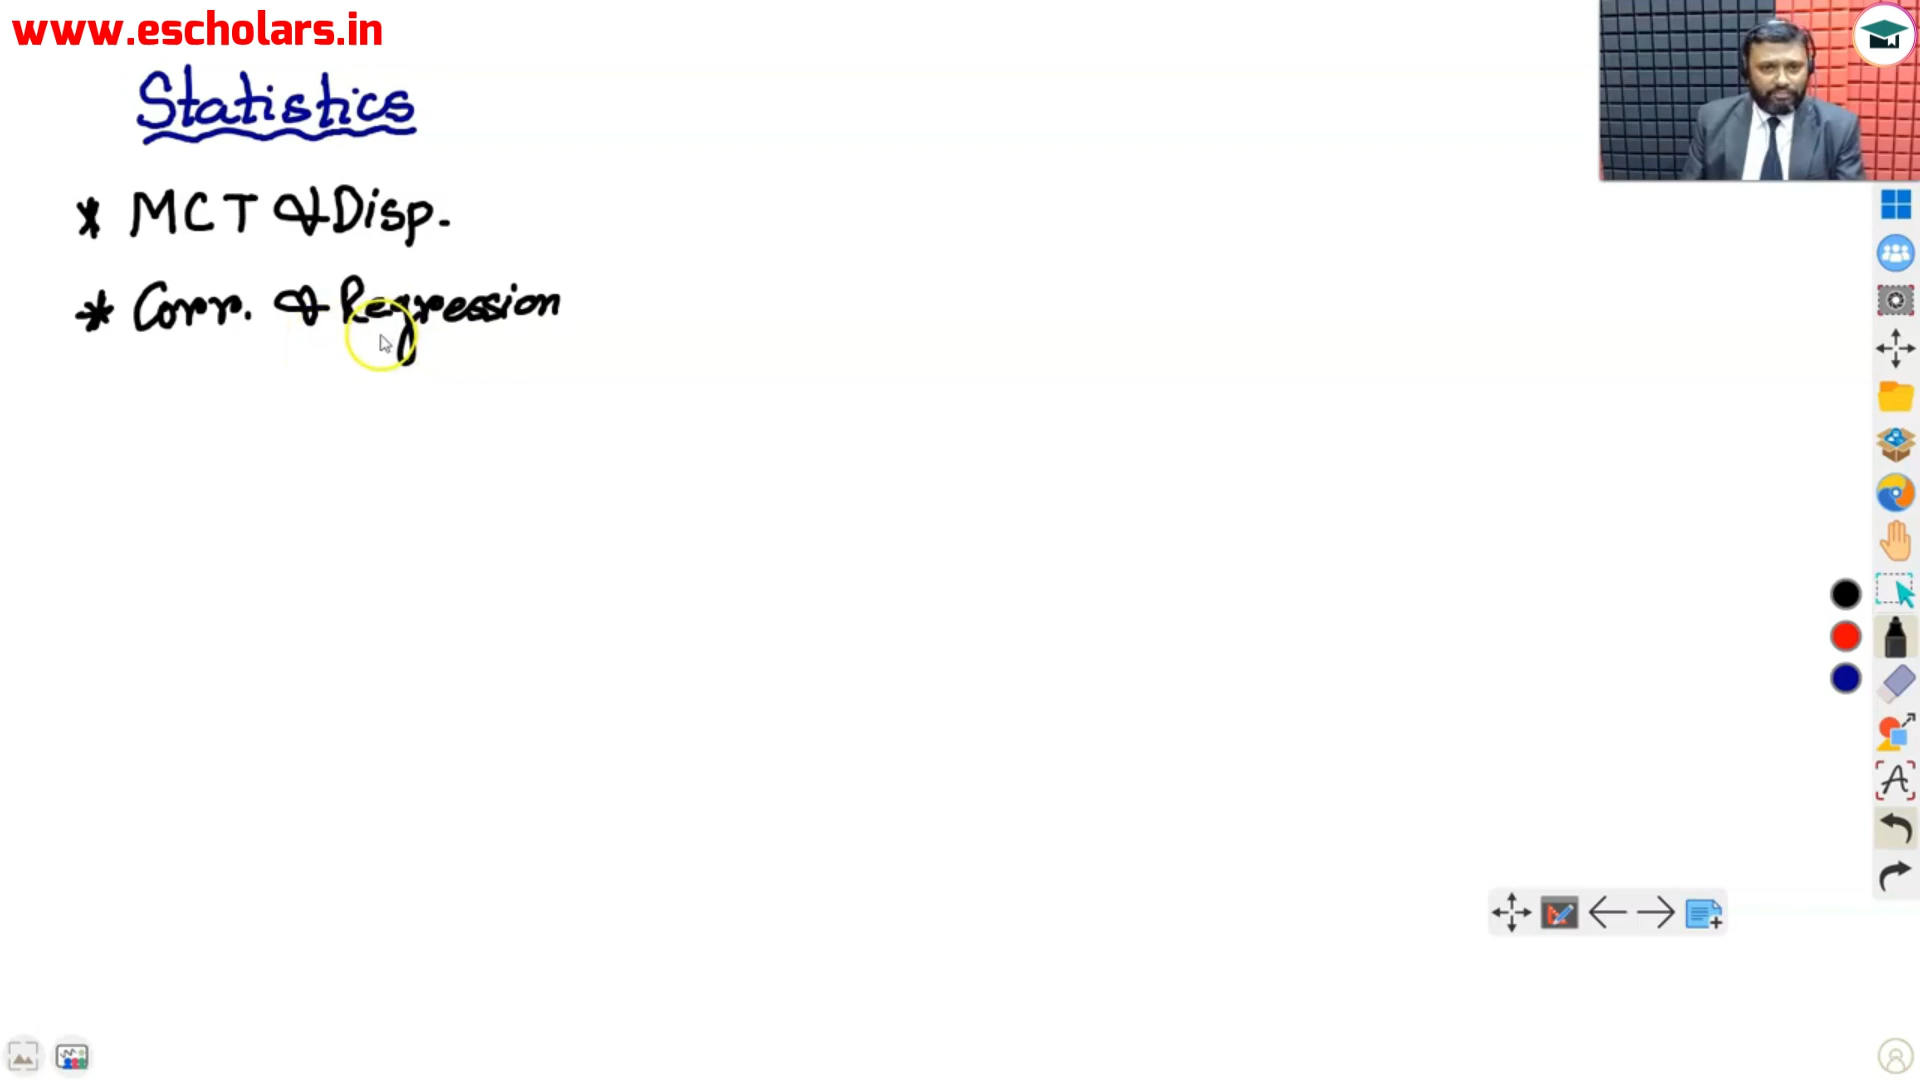 www.escholars.in
Statistics
* MCT & Disp.
* Corr. & Regression